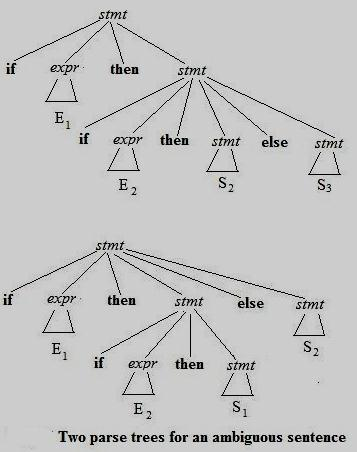 stmt
if expr then stmt
E1
if expr then stmt else stmt
E2 S2 S3
stmt
if expr then stmt else stmt
E1 S2
if expr then stmt
E2 S1
Two parse trees for an ambiguous sentence